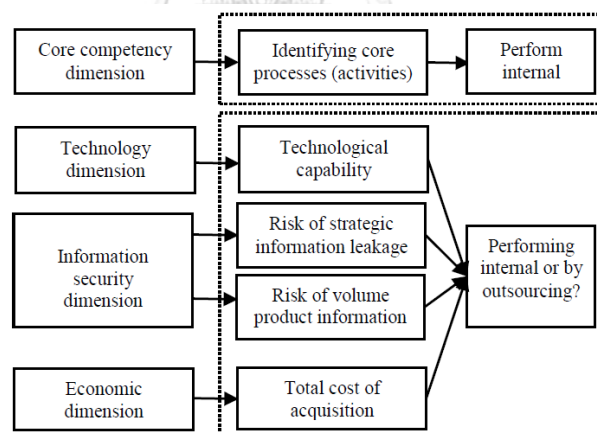 Core competency
dimension
Identifying core
processes (activities)
Perform
internal
Technology
dimension
Technological
capability
Information
security
dimension
Risk of strategic
information leakage
Risk of volume
product information
Performing
internal or by
outsourcing?
Economic
dimension
Total cost of
acquisition